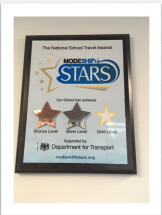 The National School Travel Awards
MODESHIFT
STARS
Our School has achieved
Bronze Level Silver Level Gold Level
Supported by:
Department for Transport
modeshiftstars.org